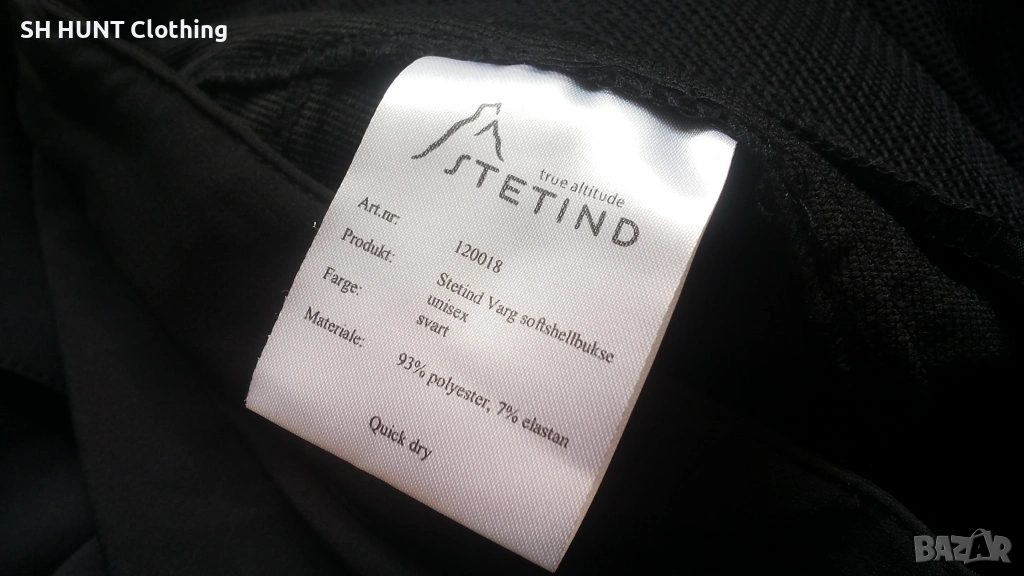 SH HUNT Clothing
true altitude
STETIND
Art.nr: 120018
Produkt: Stetind Varg softshellbukse
unisex
Farge: svart
Materiale: 93% polyester, 7% elastan
Quick dry
BAZAR